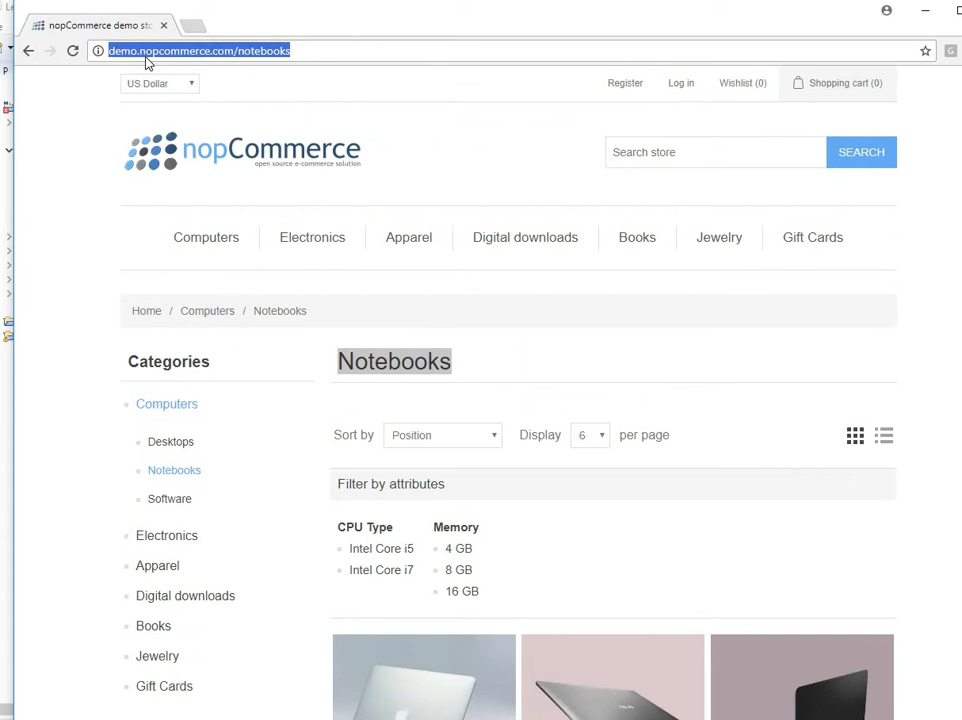 nopCommerce demo sto
demo.nopcommerce.com/notebooks
US Dollar
Register Log in Wishlist (0) Shopping cart (0)
nopCommerce
open source e-commerce solution
Search store SEARCH
Computers Electronics Apparel Digital downloads Books Jewelry Gift Cards
Home / Computers / Notebooks
Categories
Computers
Desktops
Notebooks
Software
Electronics
Apparel
Digital downloads
Books
Jewelry
Gift Cards
Notebooks
Sort by Position Display 6 per page
Filter by attributes
CPU Type Memory
Intel Core i5 4 GB
Intel Core i7 8 GB
16 GB